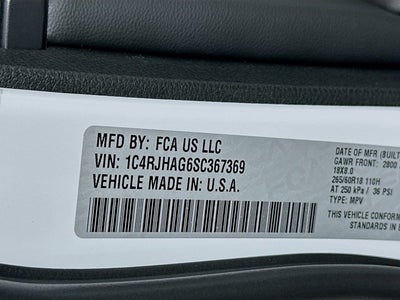 MFD BY: FCA US LLC
VIN: 1C4RJHAG6SC367369
VEHICLE MADE IN: U.S.A.
DATE OF MFR (BUILT
GAWR FRONT: 2800
18X8.0
265/60R18 110H
AT 250 kPa / 36 PSI
TYPE: MPV
THIS VEHICLE CONFORM
STANDARDS IN